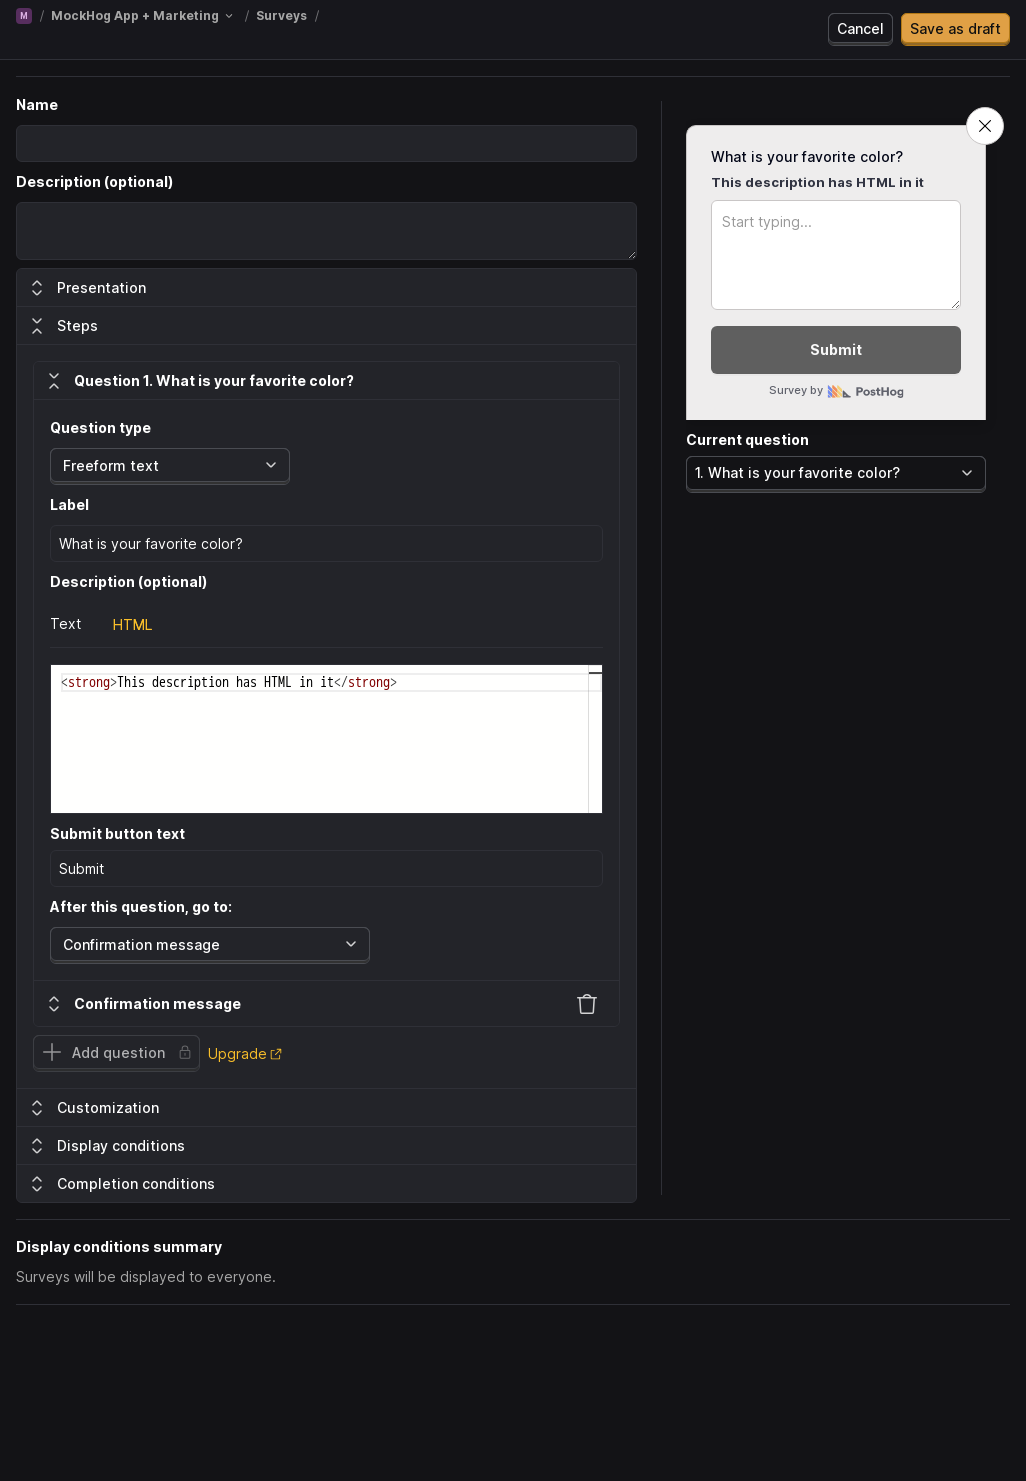 M / MockHog App + Marketing / Surveys /
Cancel
Save as draft
Name
Description (optional)
Presentation
Steps
Question 1. What is your favorite color?
Question type
Freeform text
Label
What is your favorite color?
Description (optional)
Text HTML
<strong>This description has HTML in it</strong>
Submit button text
Submit
After this question, go to:
Confirmation message
Confirmation message
Add question Upgrade
Customization
Display conditions
Completion conditions
What is your favorite color?
This description has HTML in it
Start typing...
Submit
Survey by PostHog
Current question
1. What is your favorite color?
Display conditions summary
Surveys will be displayed to everyone.